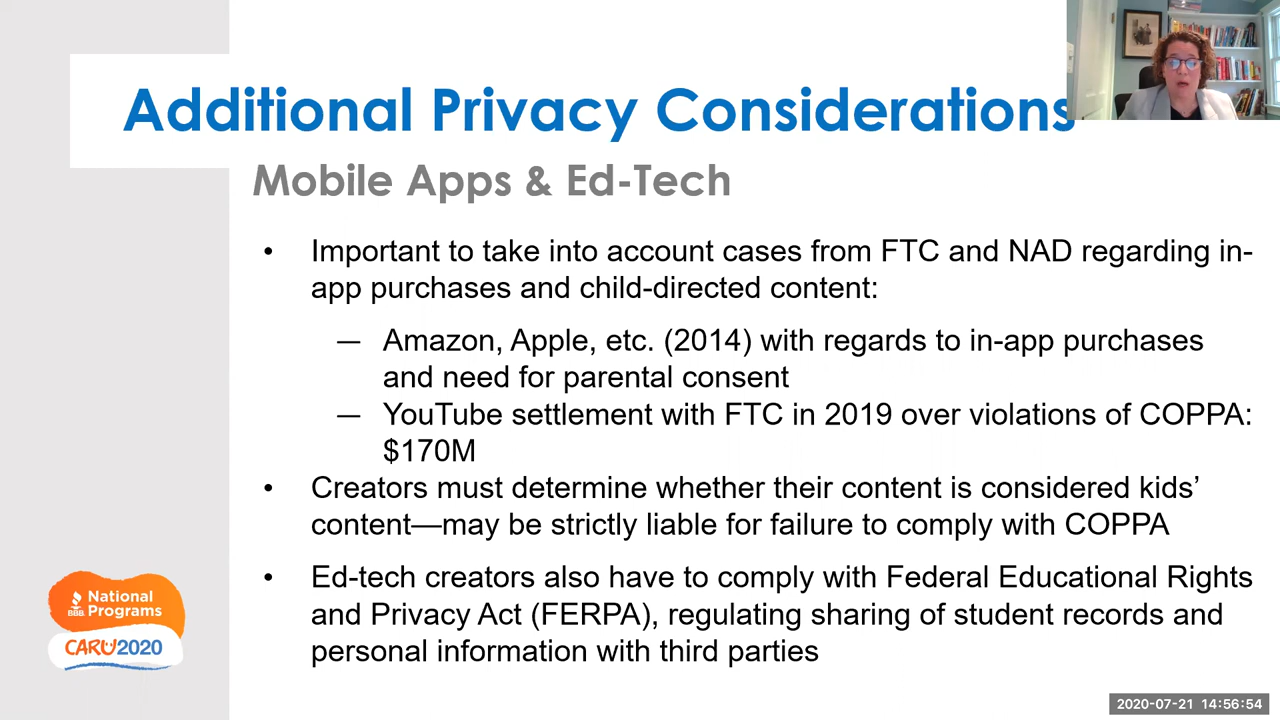 Additional Privacy Considerations
Mobile Apps & Ed-Tech
• Important to take into account cases from FTC and NAD regarding in-
app purchases and child-directed content:
— Amazon, Apple, etc. (2014) with regards to in-app purchases
and need for parental consent
— YouTube settlement with FTC in 2019 over violations of COPPA:
$170M
• Creators must determine whether their content is considered kids’
content—may be strictly liable for failure to comply with COPPA
• Ed-tech creators also have to comply with Federal Educational Rights
and Privacy Act (FERPA), regulating sharing of student records and
personal information with third parties
BBB National
Programs
CARU2020
2020-07-21 14:56:54